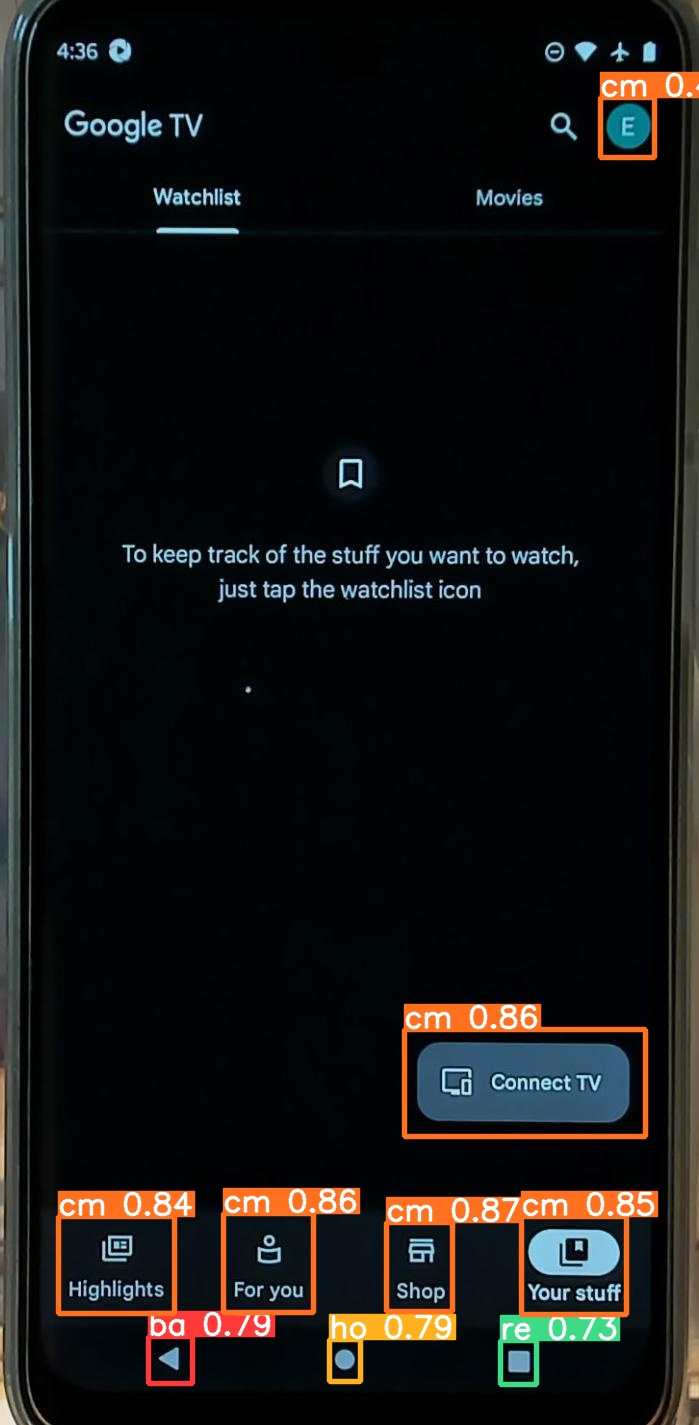 4:36
cm 0.4
Google TV
E
Watchlist Movies
To keep track of the stuff you want to watch,
just tap the watchlist icon
cm 0.86
Connect TV
cm 0.84 cm 0.86 cm 0.87 cm 0.85
Highlights For you Shop Your stuff
ba 0.79 ho 0.79 re 0.73